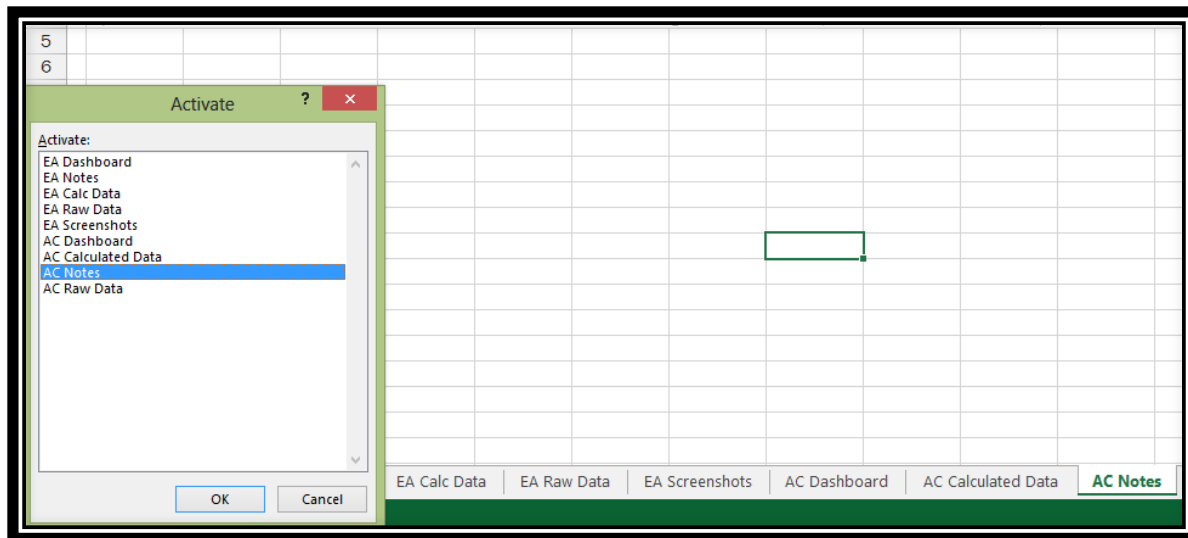 5
6
Activate ? ×
Activate:
EA Dashboard
EA Notes
EA Calc Data
EA Raw Data
EA Screenshots
AC Dashboard
AC Calculated Data
AC Notes
AC Raw Data
OK Cancel
EA Calc Data EA Raw Data EA Screenshots AC Dashboard AC Calculated Data AC Notes